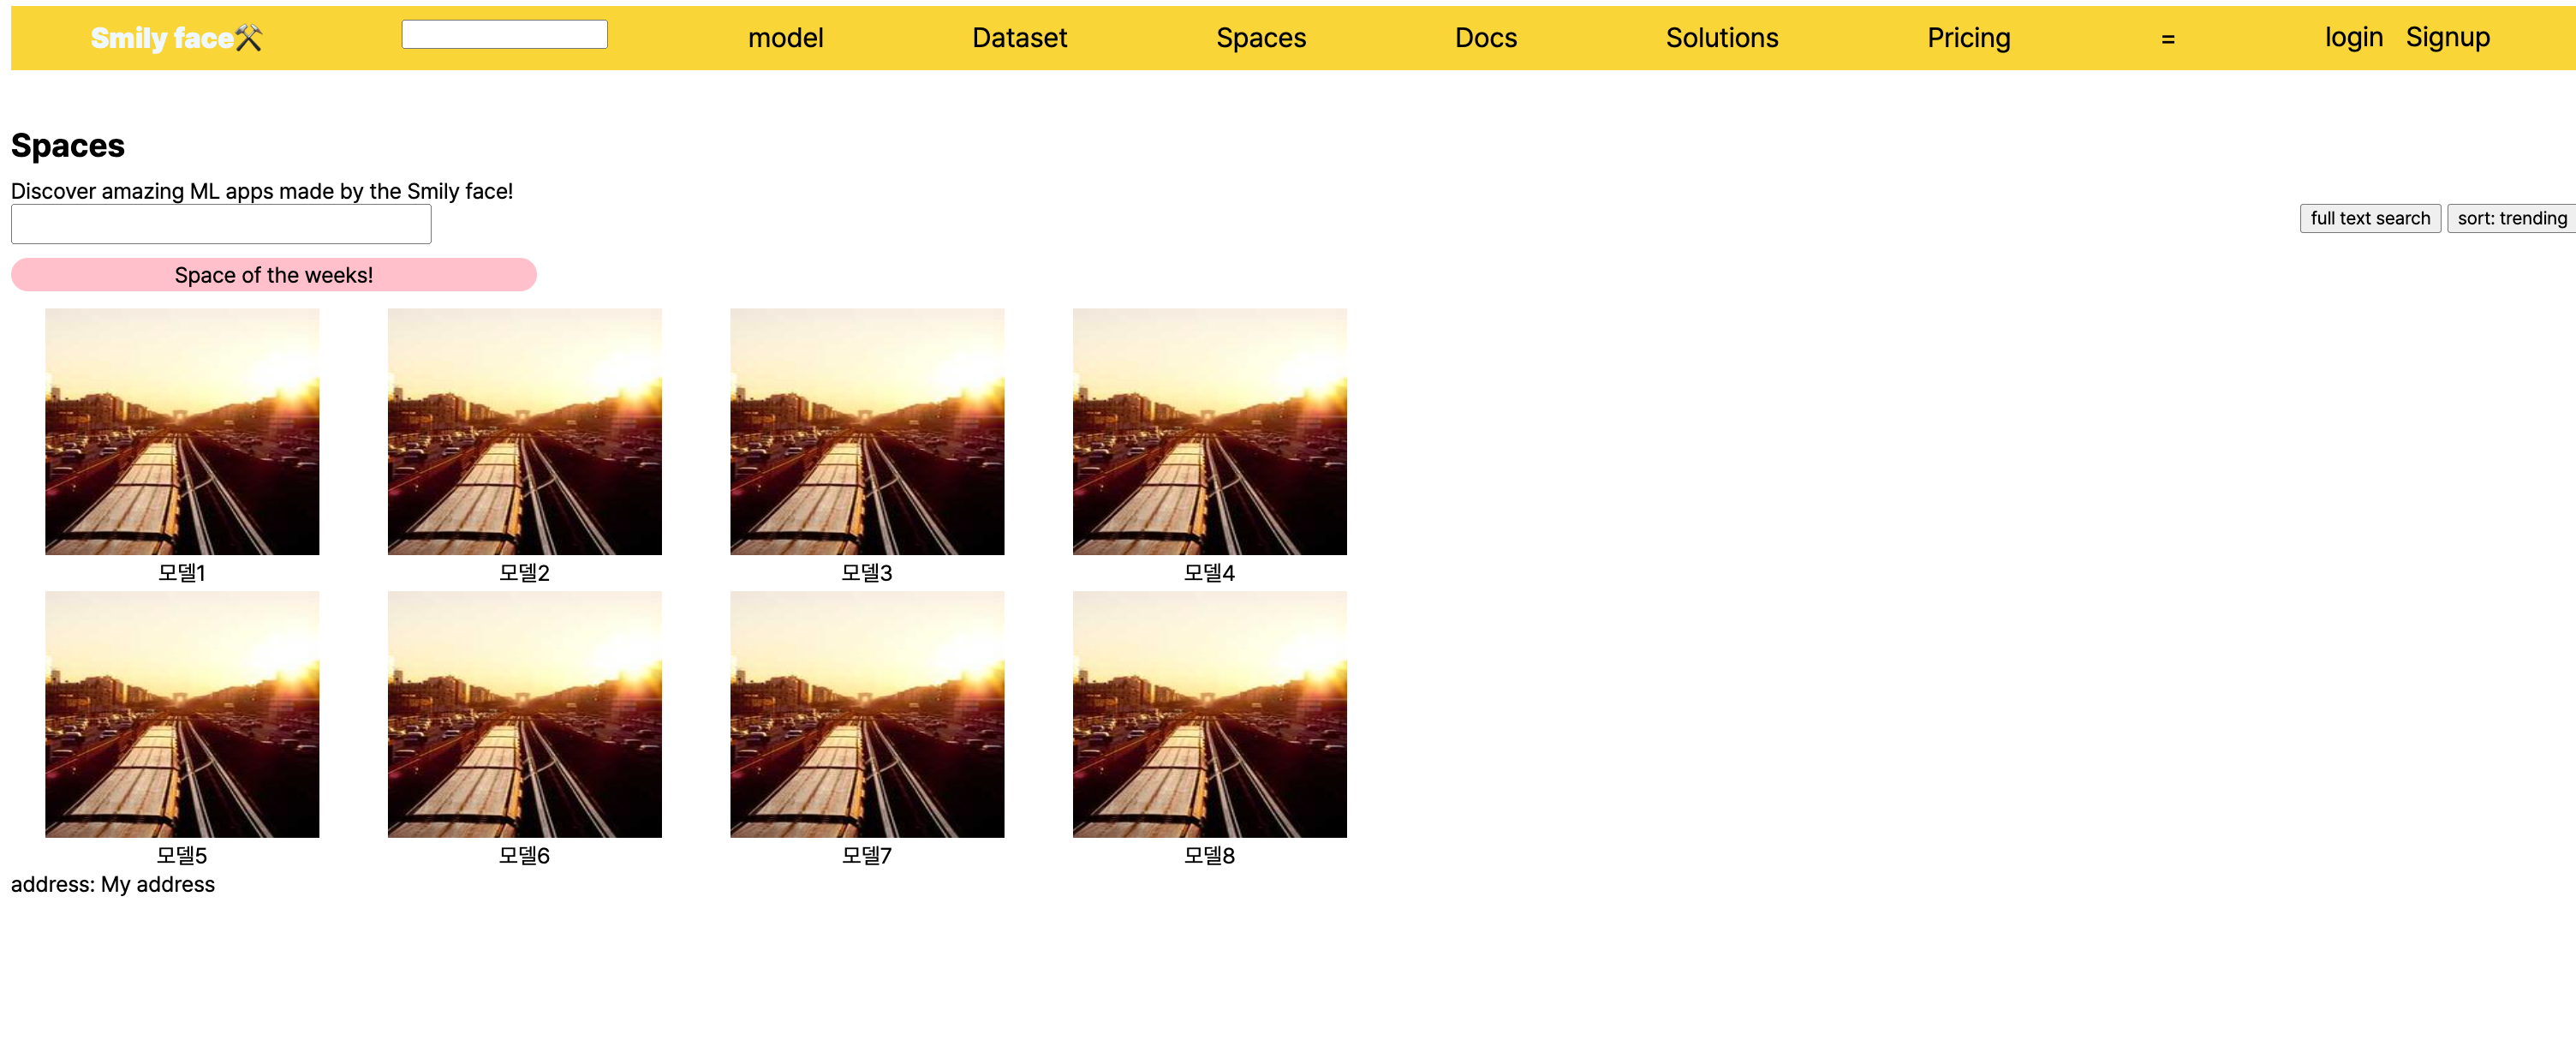 Smily face⚒ model Dataset Spaces Docs Solutions Pricing = login Signup
Spaces
Discover amazing ML apps made by the Smily face!
full text search sort: trending
Space of the weeks!
모델1 모델2 모델3 모델4
모델5 모델6 모델7 모델8
address: My address